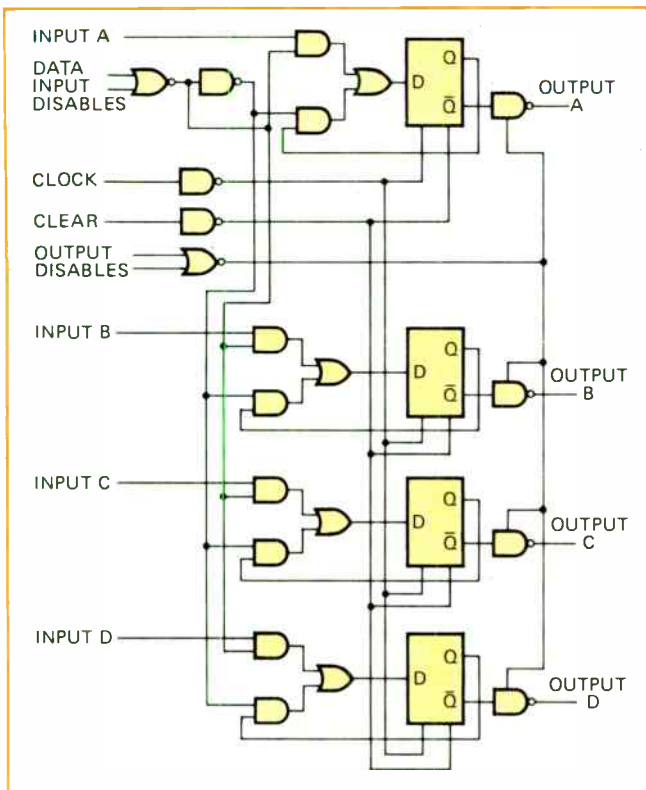 INPUT A
DATA
INPUT
DISABLES
D
Q
Q̄
OUTPUT
A
CLOCK
CLEAR
OUTPUT
DISABLES
INPUT B
D
Q
Q̄
OUTPUT
B
INPUT C
D
Q
Q̄
OUTPUT
C
INPUT D
D
Q
Q̄
OUTPUT
D